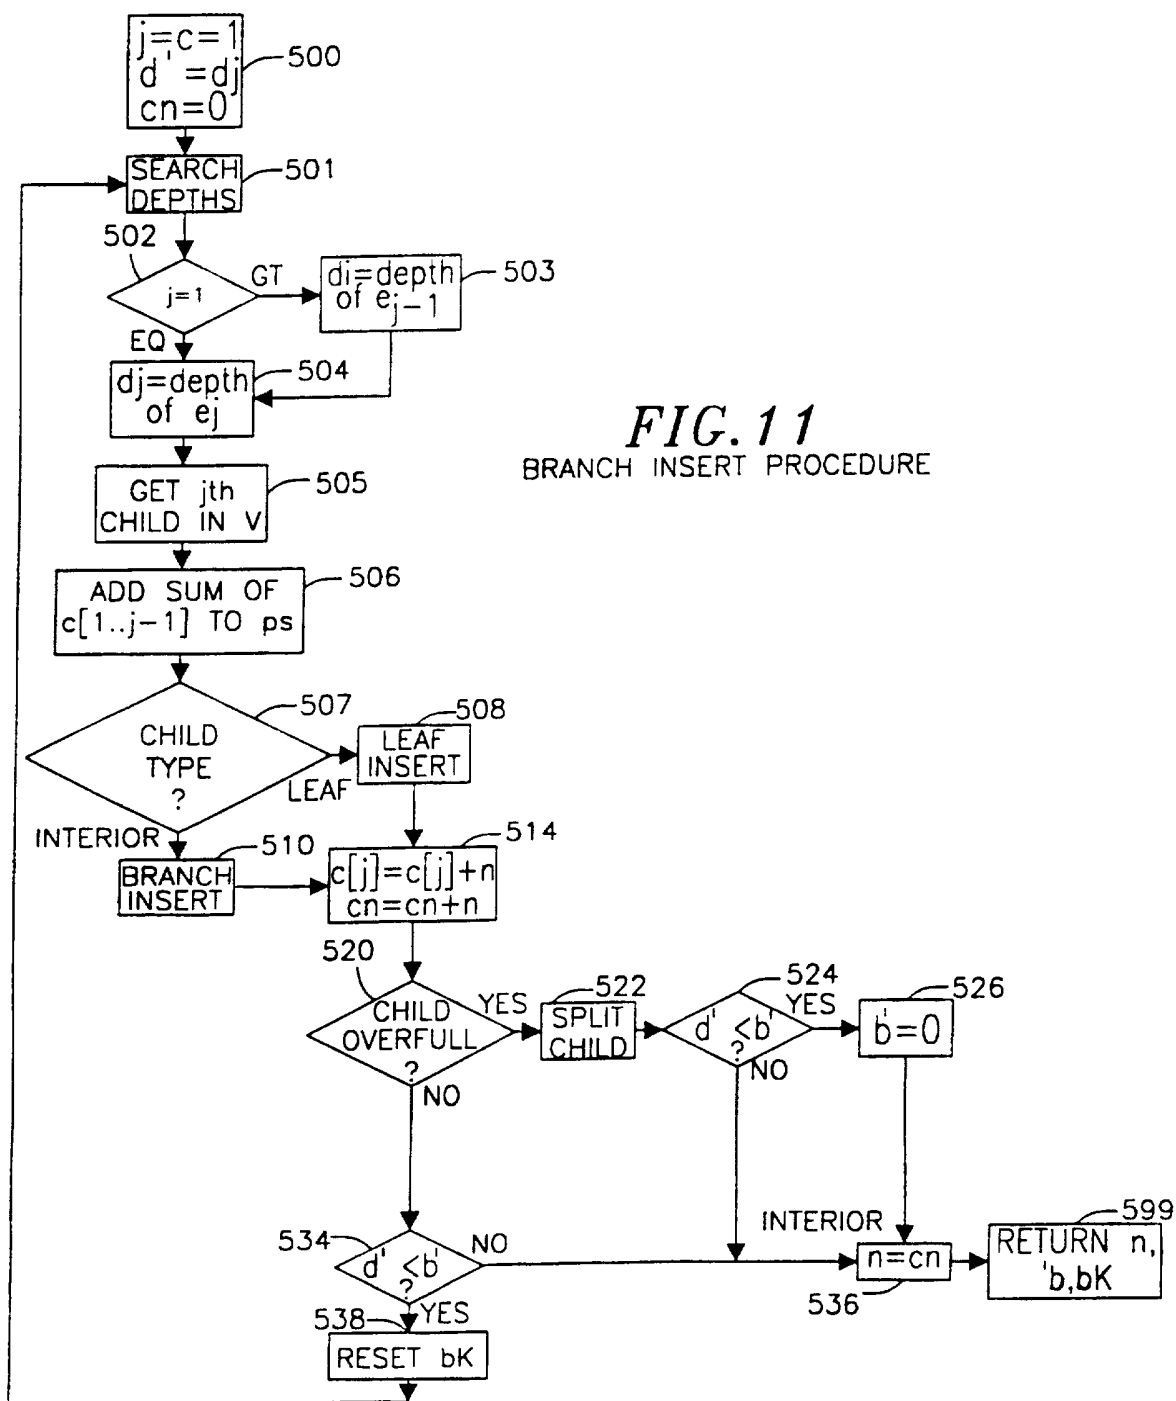 j=c=1
d'=dj
cn=0
500
SEARCH
DEPTHS
501
502
j=1
GT
EQ
di=depth
of ej-1
503
dj=depth
of ej
504
FIG.11
BRANCH INSERT PROCEDURE
GET jth
CHILD IN V
505
ADD SUM OF
c[1..j-1] TO ps
506
CHILD
TYPE
?
507
LEAF
INTERIOR
LEAF
INSERT
508
BRANCH
INSERT
510
c[j]=c[j]+n
cn=cn+n
514
520
CHILD
OVERFULL
?
YES
NO
SPLIT
CHILD
522
d' <b'
?
524
YES
NO
b'=0
526
534
d' <b'
?
NO
YES
INTERIOR
n=cn
536
RETURN n,
'b,bK
599
538
RESET bK